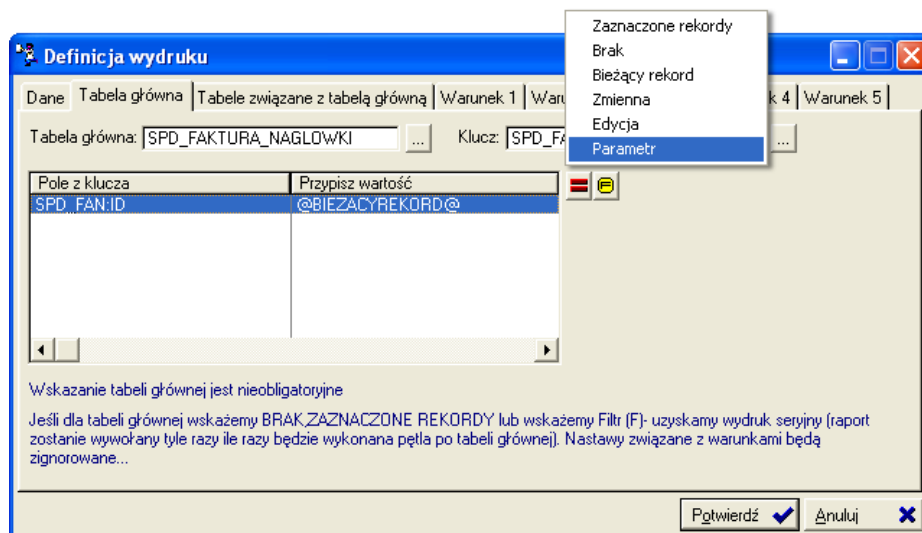 Zaznaczone rekordy
Brak
Bieżący rekord
Zmienna
Edycja
Parametr
Definicja wydruku
Dane Tabela główna Tabele związane z tabelą główną Warunek 1 4 Warunek 5
Tabela główna: SPD_FAKTURA_NAGLOWKI ... Klucz: ...
Pole z klucza Przypisz wartość
SPD_FAN:ID @BIEZACYREKORD@
F
Wskazanie tabeli głównej jest nieobligatoryjne
Jeśli dla tabeli głównej wskażemy BRAK,ZAZNACZONE REKORDY lub wskażemy Filtr (F)- uzyskamy wydruk seryjny (raport
zostanie wywołany tyle razy ile razy będzie wykonana pętla po tabeli głównej). Nastawy związane z warunkami będą
zignorowane...
Potwierdź Anuluj